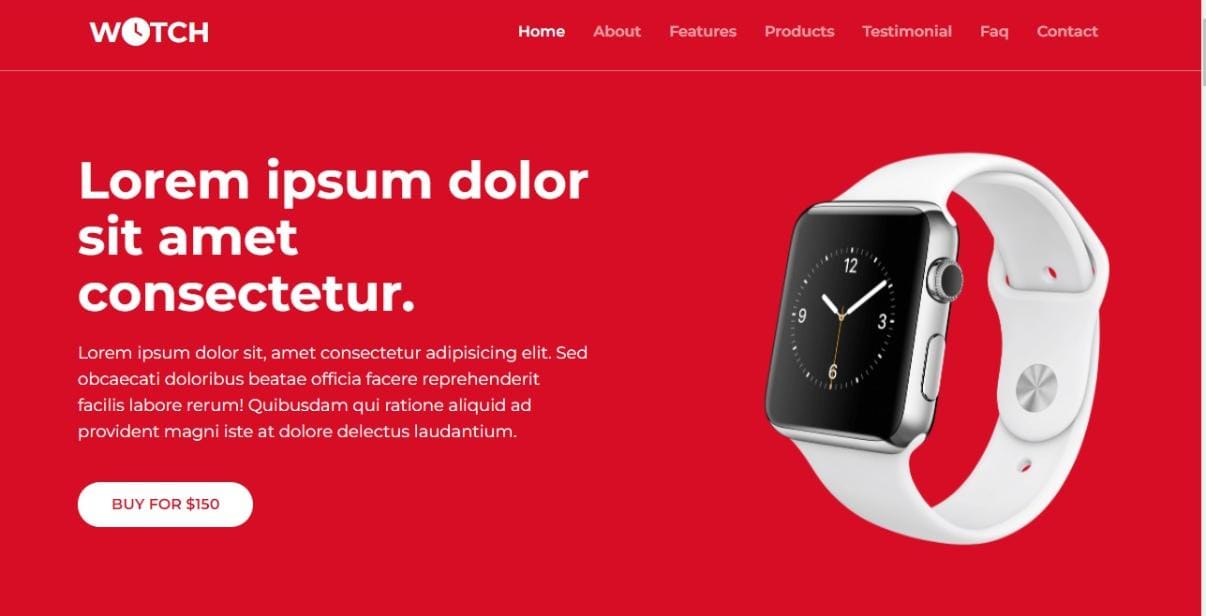 WOTCH
Home About Features Products Testimonial Faq Contact
Lorem ipsum dolor
sit amet
consectetur.
Lorem ipsum dolor sit, amet consectetur adipisicing elit. Sed
obcaecati doloribus beatae officia facere reprehenderit
facilis labore rerum! Quibusdam qui ratione aliquid ad
provident magni iste at dolore delectus laudantium.
BUY FOR $150
12
9
3
6